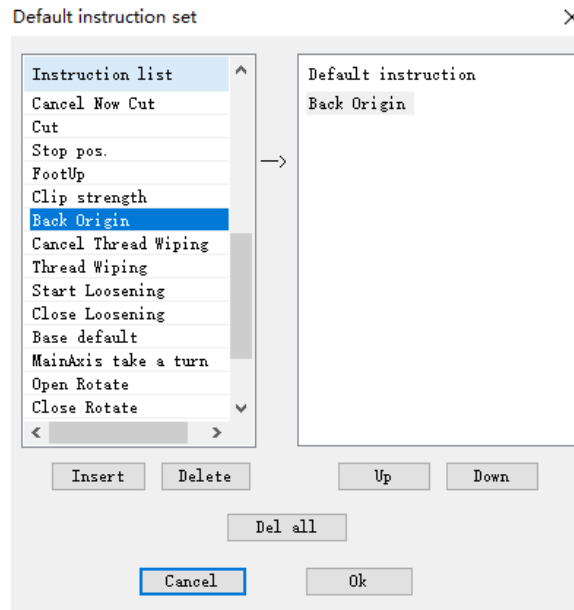 Default instruction set
Instruction list
Cancel Now Cut
Cut
Stop pos.
FootUp
Clip strength
Back Origin
Cancel Thread Wiping
Thread Wiping
Start Loosening
Close Loosening
Base default
MainAxis take a turn
Open Rotate
Close Rotate
Default instruction
Back Origin
Insert
Delete
Up
Down
Del all
Cancel
Ok